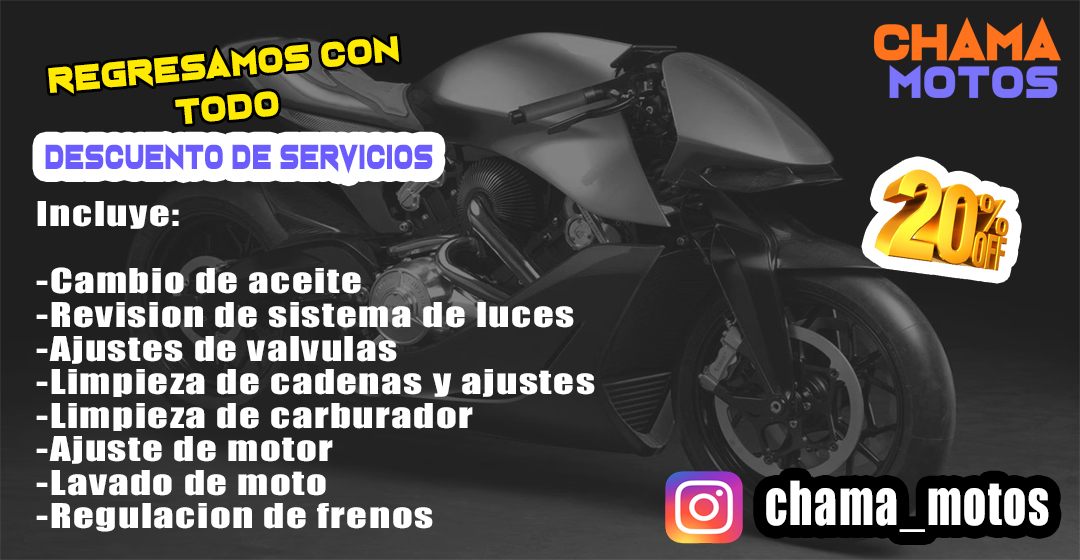 REGRESAMOS CON
TODO
DESCUENTO DE SERVICIOS
CHAMA
MOTOS
20% OFF
Incluye:
-Cambio de aceite
-Revision de sistema de luces
-Ajustes de valvulas
-Limpieza de cadenas y ajustes
-Limpieza de carburador
-Ajuste de motor
-Lavado de moto
-Regulacion de frenos
chama_motos